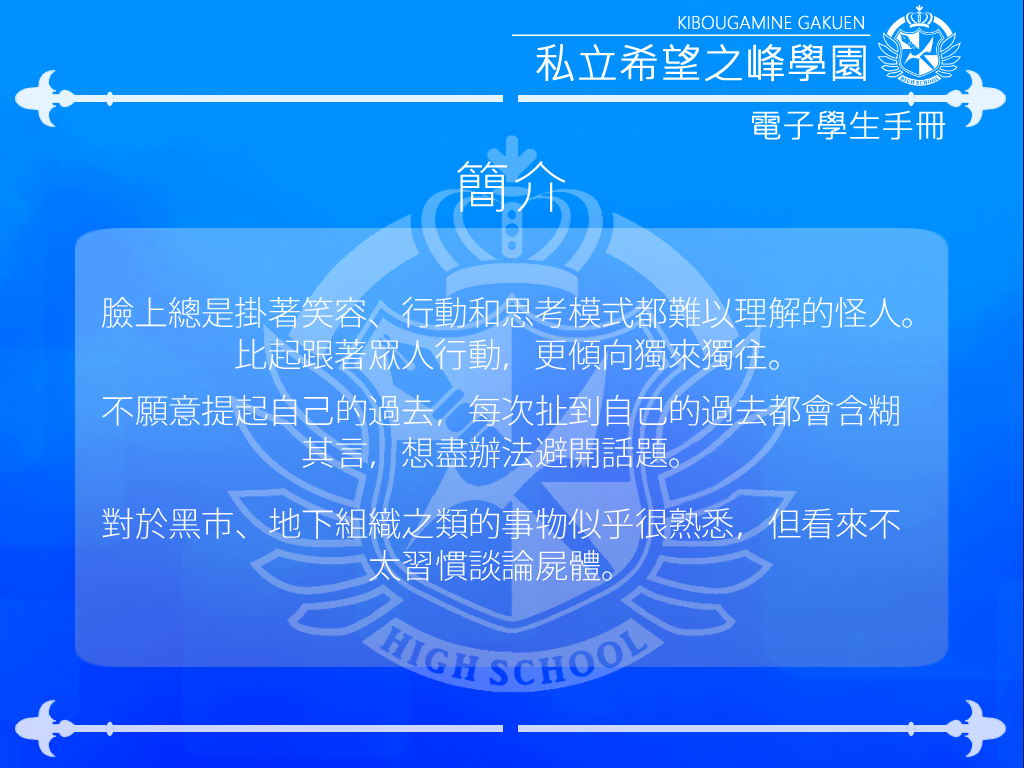 KIBOUGAMINE GAKUEN
私立希望之峰學園
HIGH SCHOOL
電子學生手冊
簡介
臉上總是掛著笑容、行動和思考模式都難以理解的怪人。
比起跟著眾人行動，更傾向獨來獨往。
不願意提起自己的過去，每次扯到自己的過去都會含糊
其言，想盡辦法避開話題。
對於黑市、地下組織之類的事物似乎很熟悉，但看來不
太習慣談論屍體。
HIGH SCHOOL